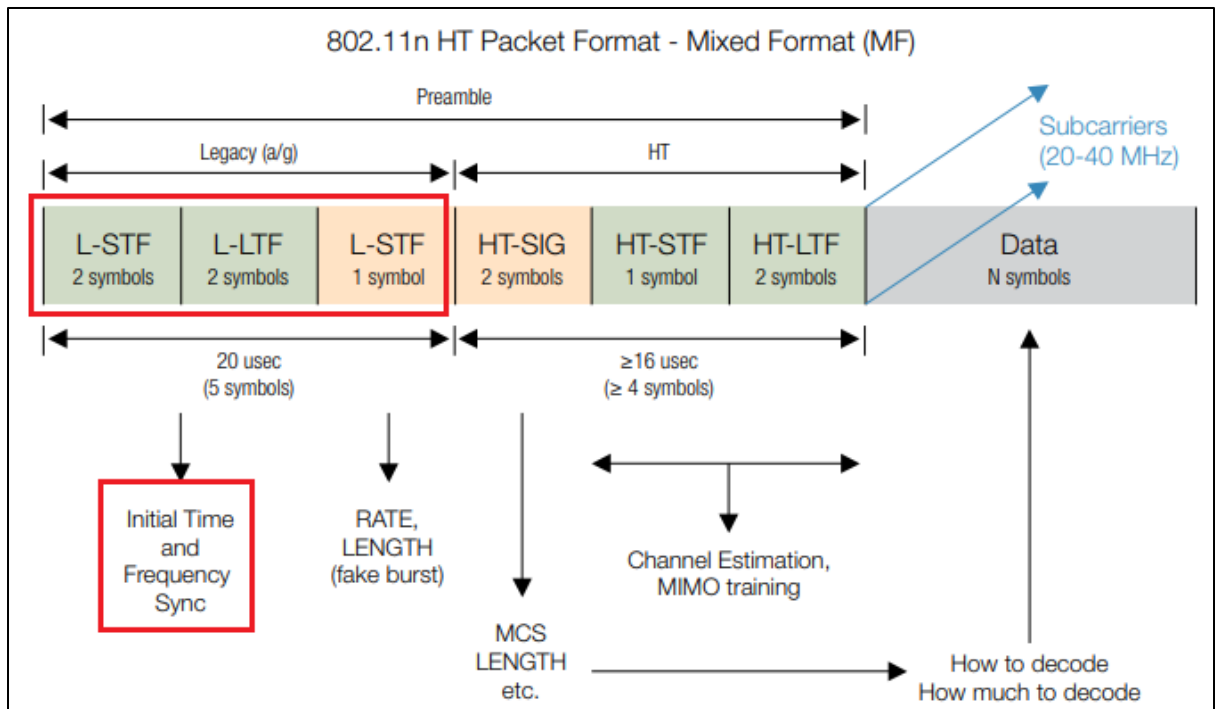 802.11n HT Packet Format - Mixed Format (MF)
Preamble
Legacy (a/g)
HT
Subcarriers
(20-40 MHz)
L-STF
2 symbols
L-LTF
2 symbols
L-STF
1 symbol
HT-SIG
2 symbols
HT-STF
1 symbol
HT-LTF
2 symbols
Data
N symbols
20 usec
(5 symbols)
≥16 usec
(≥ 4 symbols)
Initial Time
and
Frequency
Sync
RATE,
LENGTH
(fake burst)
Channel Estimation,
MIMO training
MCS
LENGTH
etc.
How to decode
How much to decode